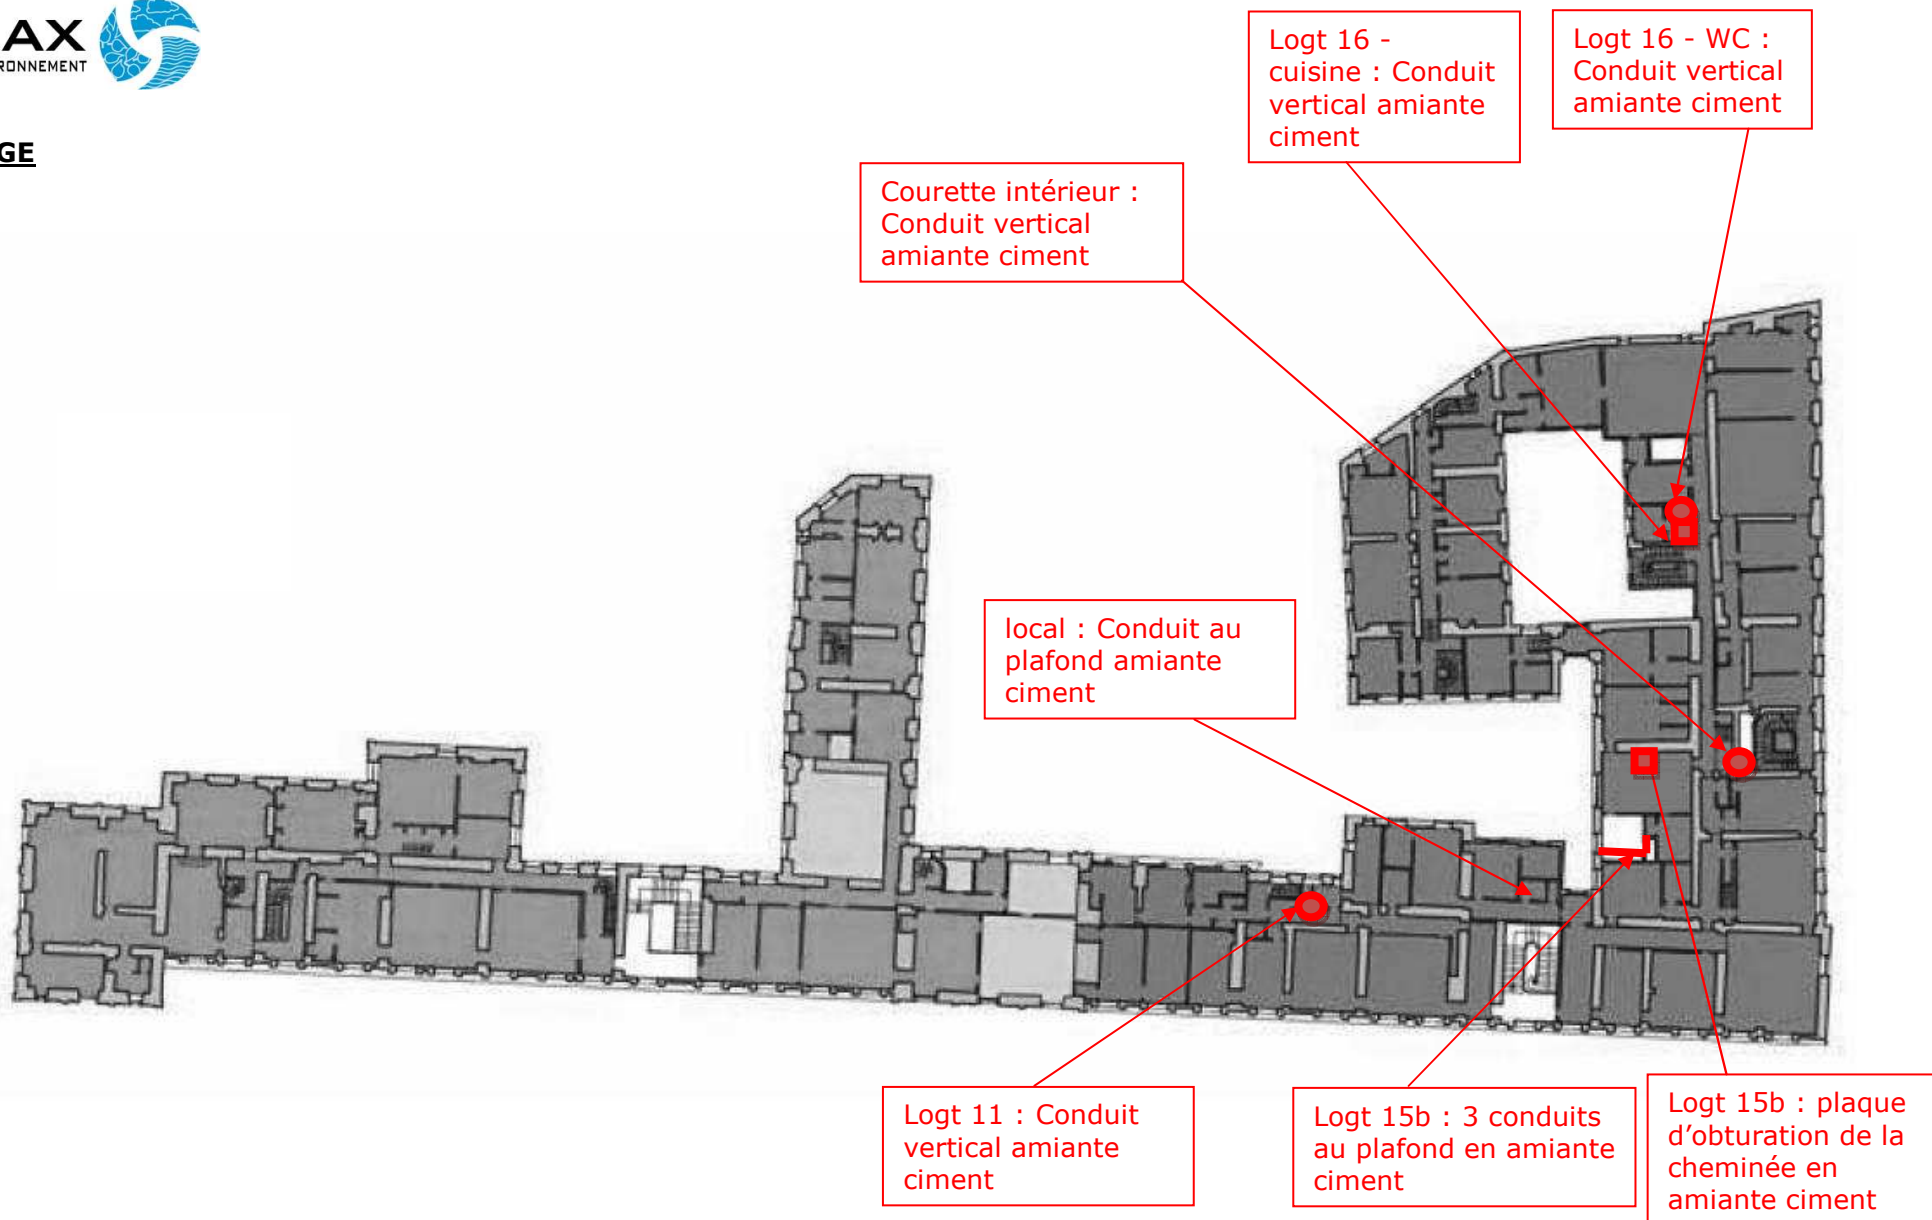 AX
RONNEMENT
GE
Logt 16 -
cuisine : Conduit
vertical amiante
ciment
Logt 16 - WC :
Conduit vertical
amiante ciment
Courette intérieur :
Conduit vertical
amiante ciment
local : Conduit au
plafond amiante
ciment
Logt 11 : Conduit
vertical amiante
ciment
Logt 15b : 3 conduits
au plafond en amiante
ciment
Logt 15b : plaque
d’obturation de la
cheminée en
amiante ciment